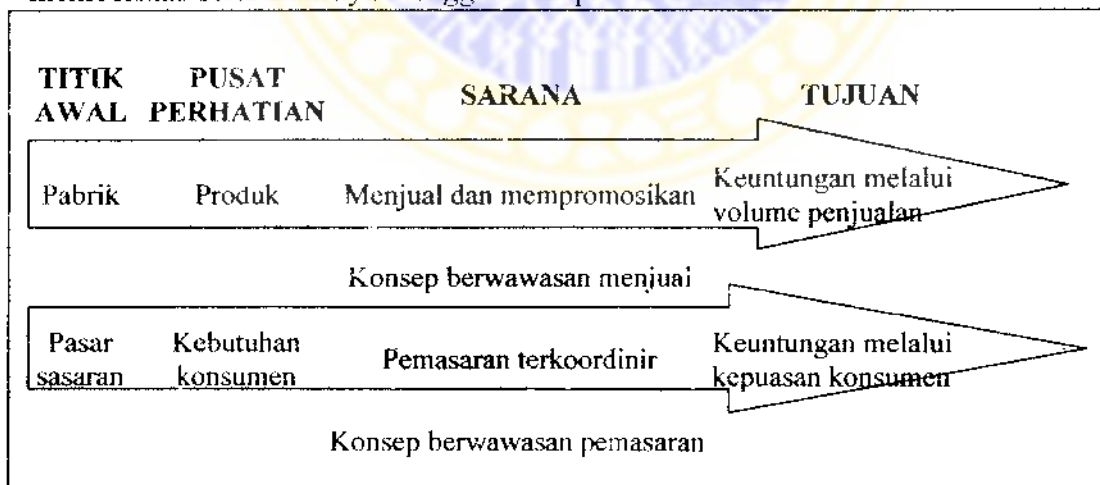 TITIK PUSAT
AWAL PERHATIAN SARANA TUJUAN
Pabrik Produk Menjual dan mempromosikan Keuntungan melalui
volume penjualan
Konsep berwawasan menjual
Pasar Kebutuhan Pemasaran terkoordinir Keuntungan melalui
sasaran konsumen kepuasan konsumen
Konsep berwawasan pemasaran